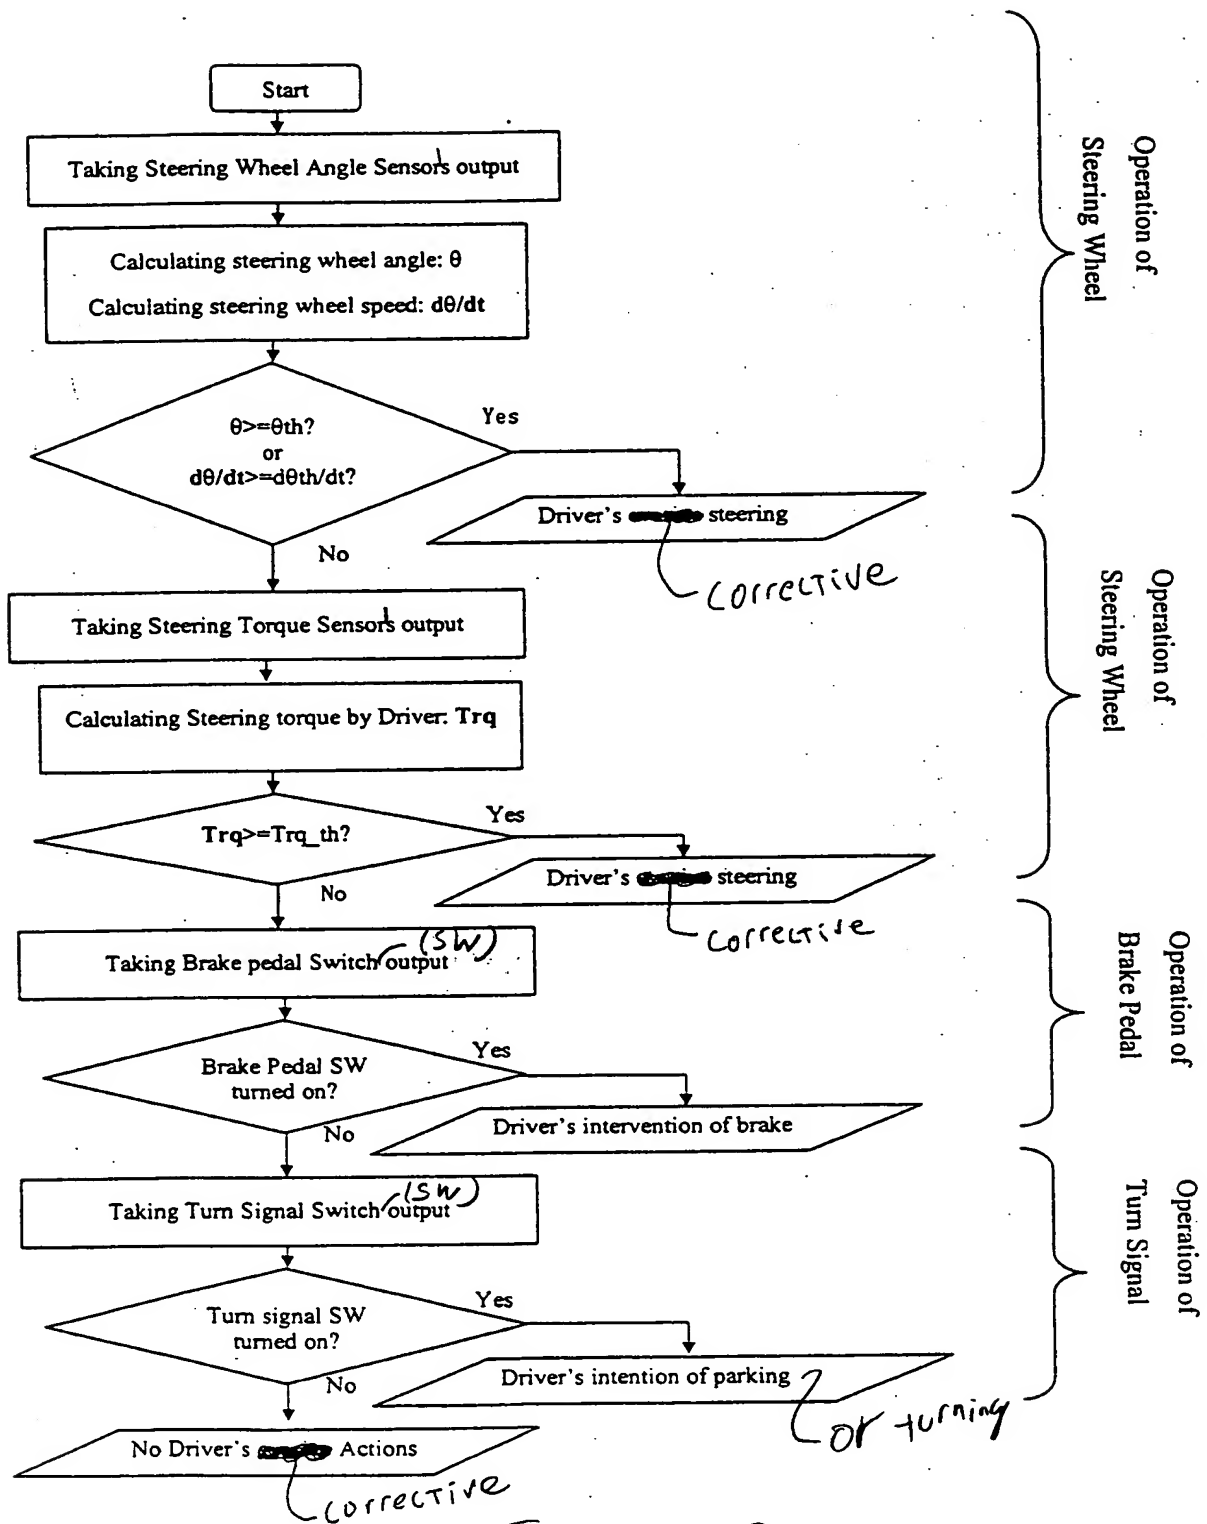 Start
Taking Steering Wheel Angle Sensor's output
Calculating steering wheel angle: θ
Calculating steering wheel speed: dθ/dt
θ>=θth?
or
dθ/dt>=dθth/dt?
Yes
Driver's steering
corrective
No
Operation of
Steering Wheel
Taking Steering Torque Sensor's output
Calculating Steering torque by Driver: Trq
Trq>=Trq_th?
Yes
Driver's steering
corrective
No
Operation of
Steering Wheel
(SW)
Taking Brake pedal Switch output
Brake Pedal SW
turned on?
Yes
Driver's intervention of brake
No
Operation of
Brake Pedal
(SW)
Taking Turn Signal Switch output
Turn signal SW
turned on?
Yes
Driver's intention of parking
or turning
No
Operation of
Turn Signal
No Driver's Actions
corrective